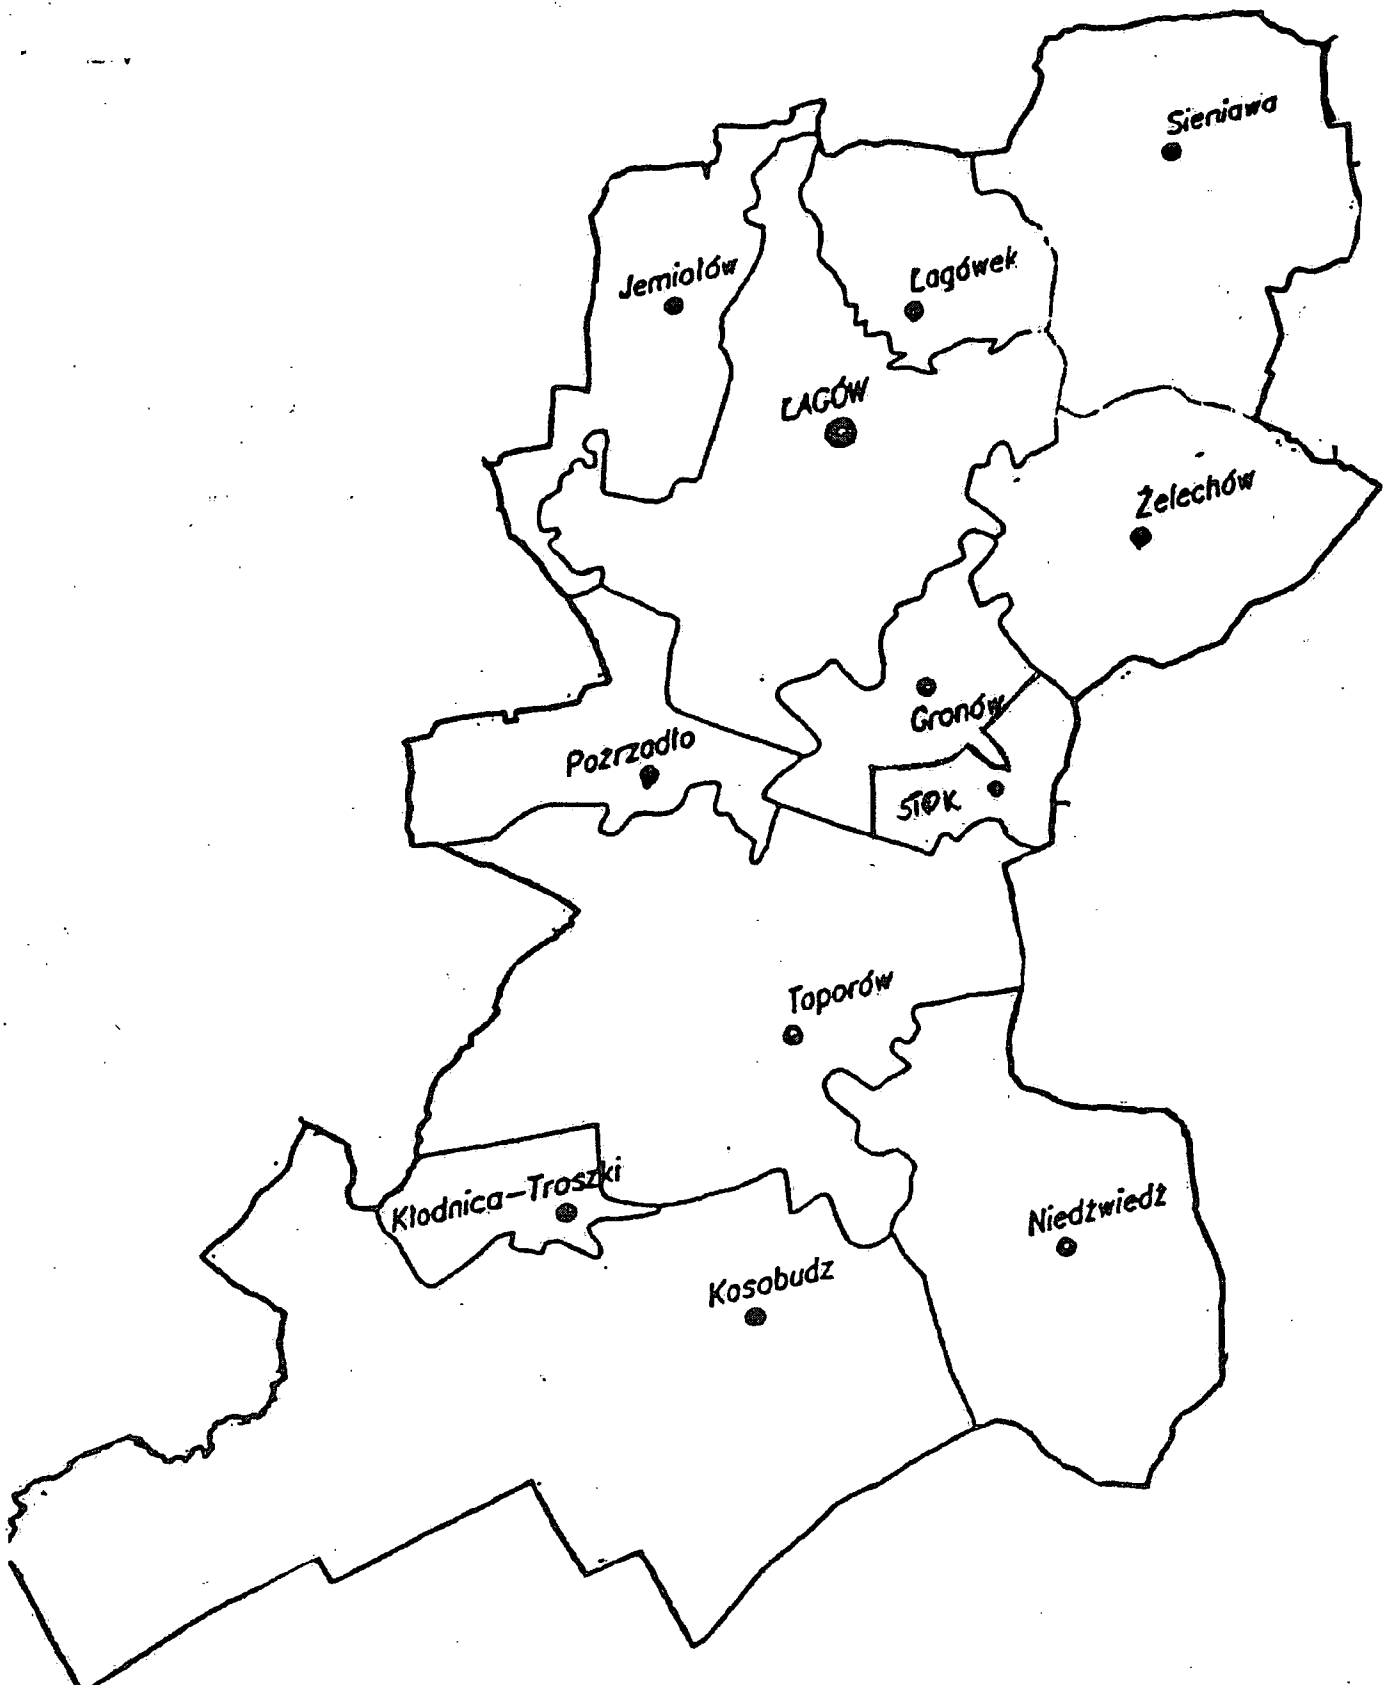 Sieniawa
Jemiołów
Łagówek
ŁAGÓW
Żelechów
Gronów
Poźrzadło
STOK
Toporów
Kłodnica-Troszki
Niedźwiedź
Kosobudz